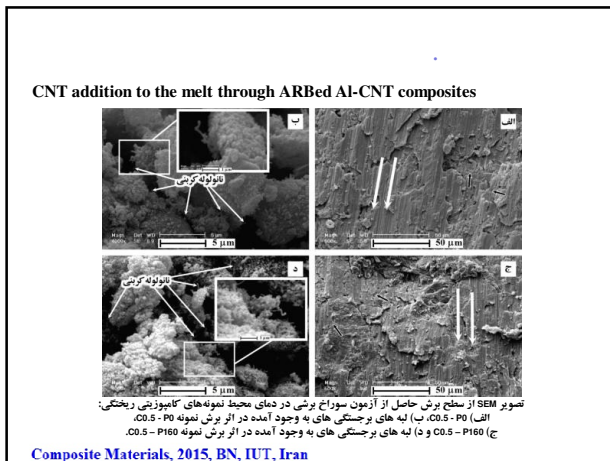 CNT addition to the melt through ARBed Al-CNT composites
ب
نانولوله کربنی
5 µm
الف
50 µm
د
نانولوله کربنی
5 µm
ج
50 µm
تصویر SEM از سطح برش حاصل از آزمون سوراخ برشی در دمای محیط نمونه‌های کامپوزیتی ریختگی:
الف) C0.5 - P0، ب) لبه های برجستگی های به وجود آمده در اثر برش نمونه C0.5 - P0،
ج) C0.5 – P160 و د) لبه های برجستگی های به وجود آمده در اثر برش نمونه C0.5 – P160.
Composite Materials, 2015, BN, IUT, Iran